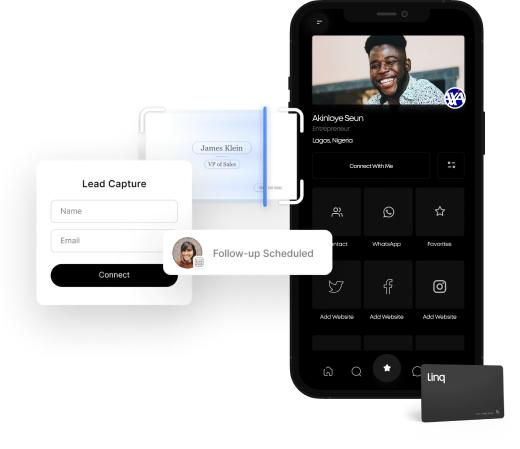 Akinloye Seun
Entrepreneur
Lagos, Nigeria
Connect With Me
James Klein
VP of Sales
Lead Capture
Name
Email
Connect
Follow-up Scheduled
ntact
WhatsApp
Favorites
Add Website
Add Website
Add Website
Linq